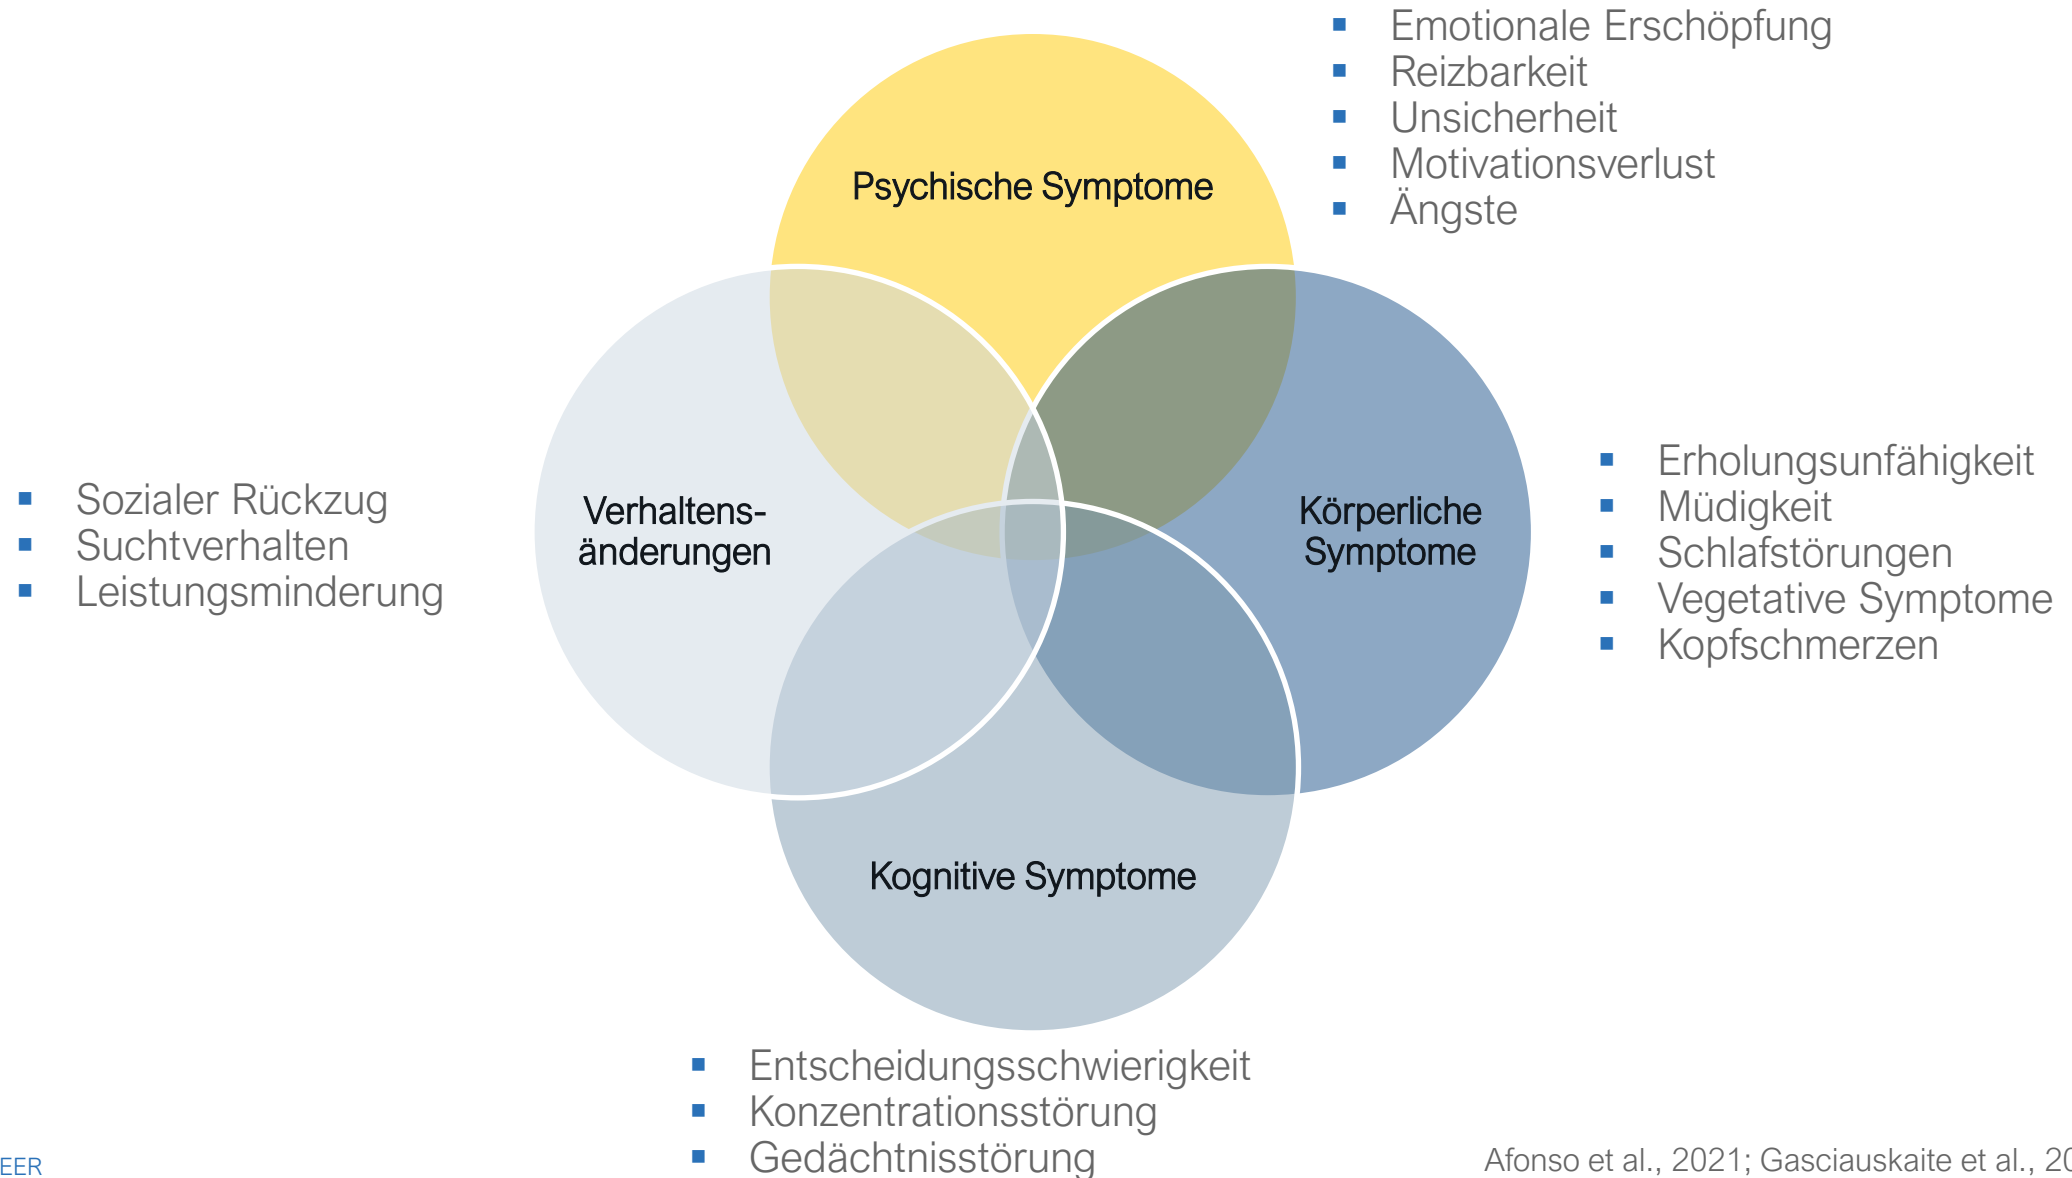 Emotionale Erschöpfung
Reizbarkeit
Unsicherheit
Motivationsverlust
Ängste
Psychische Symptome
Sozialer Rückzug
Suchtverhalten
Leistungsminderung
Verhaltens-
änderungen
Körperliche
Symptome
Erholungsunfähigkeit
Müdigkeit
Schlafstörungen
Vegetative Symptome
Kopfschmerzen
Kognitive Symptome
Entscheidungsschwierigkeit
Konzentrationsstörung
Gedächtnisstörung
EER
Afonso et al., 2021; Gasciauskaite et al., 20